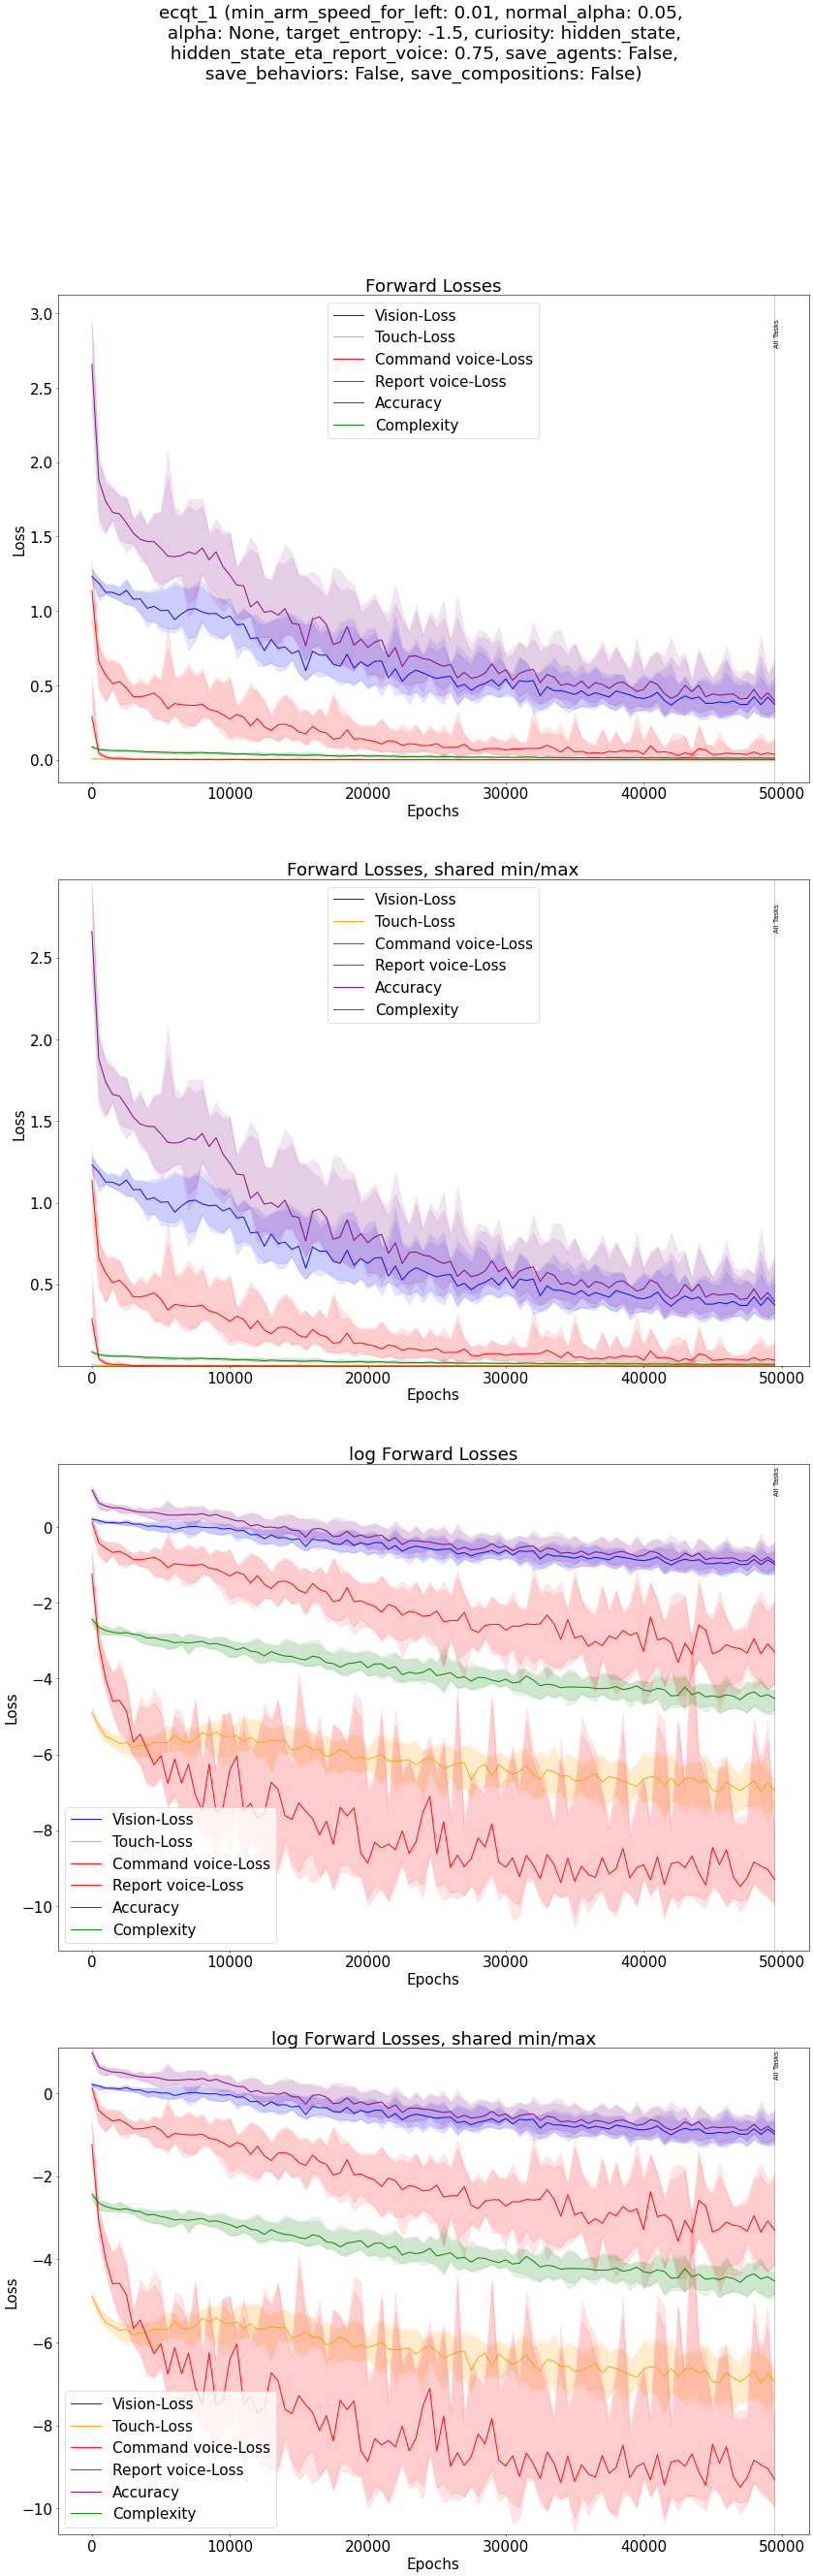 ecqt_1 (min_arm_speed_for_left: 0.01, normal_alpha: 0.05,
alpha: None, target_entropy: -1.5, curiosity: hidden_state,
hidden_state_eta_report_voice: 0.75, save_agents: False,
save_behaviors: False, save_compositions: False)
Forward Losses
3.0
2.5
2.0
1.5
1.0
0.5
0.0
Loss
Vision-Loss
Touch-Loss
Command voice-Loss
Report voice-Loss
Accuracy
Complexity
All Tasks
0 10000 20000 30000 40000 50000
Epochs
Forward Losses, shared min/max
2.5
2.0
1.5
1.0
0.5
Loss
Vision-Loss
Touch-Loss
Command voice-Loss
Report voice-Loss
Accuracy
Complexity
All Tasks
0 10000 20000 30000 40000 50000
Epochs
log Forward Losses
0
−2
−4
−6
−8
−10
Loss
Vision-Loss
Touch-Loss
Command voice-Loss
Report voice-Loss
Accuracy
Complexity
All Tasks
0 10000 20000 30000 40000 50000
Epochs
log Forward Losses, shared min/max
0
−2
−4
−6
−8
−10
Loss
Vision-Loss
Touch-Loss
Command voice-Loss
Report voice-Loss
Accuracy
Complexity
All Tasks
0 10000 20000 30000 40000 50000
Epochs